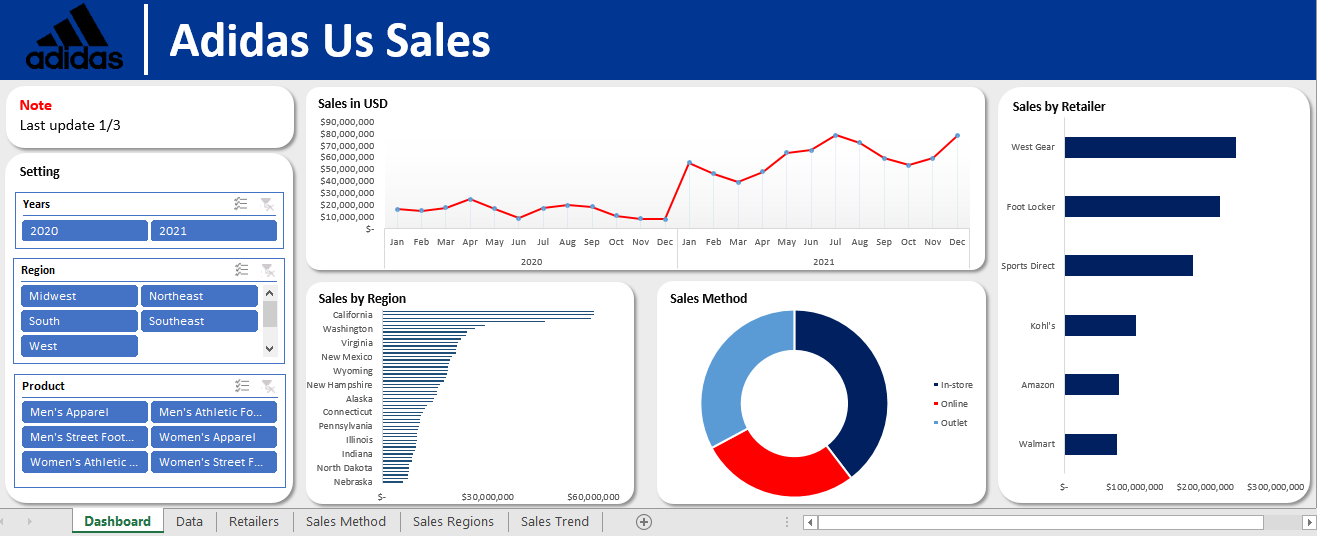 adidas
Adidas Us Sales
Note
Last update 1/3
Setting
Years
2020 2021
Region
Midwest Northeast
South Southeast
West
Product
Men's Apparel Men's Athletic Fo...
Men's Street Foot... Women's Apparel
Women's Athletic ... Women's Street F...
Sales in USD
$90,000,000
$80,000,000
$70,000,000
$60,000,000
$50,000,000
$40,000,000
$30,000,000
$20,000,000
$10,000,000
$-
Jan Feb Mar Apr May Jun Jul Aug Sep Oct Nov Dec Jan Feb Mar Apr May Jun Jul Aug Sep Oct Nov Dec
2020 2021
Sales by Region
California
Washington
Virginia
New Mexico
Wyoming
New Hampshire
Alaska
Connecticut
Pennsylvania
Illinois
Indiana
North Dakota
Nebraska
$- $30,000,000 $60,000,000
Sales Method
In-store
Online
Outlet
Sales by Retailer
West Gear
Foot Locker
Sports Direct
Kohl's
Amazon
Walmart
$- $100,000,000 $200,000,000 $300,000,000
Dashboard Data Retailers Sales Method Sales Regions Sales Trend